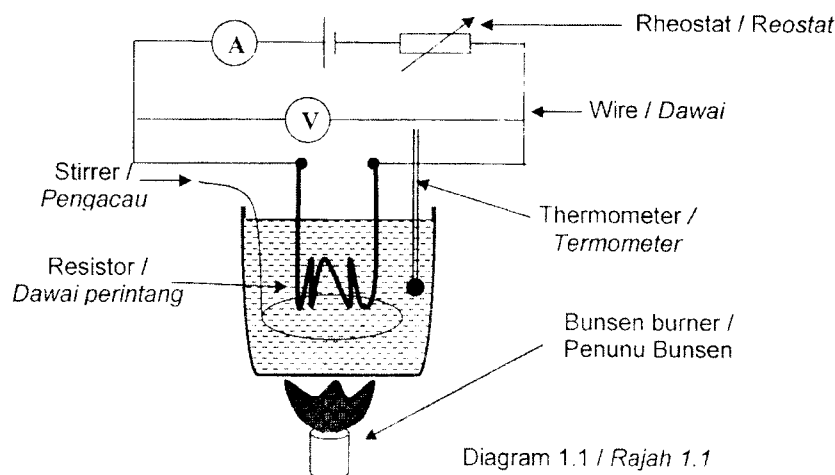 Rheostat / Reostat
A
V
Wire / Dawai
Stirrer /
Pengacau
Thermometer /
Termometer
Resistor /
Dawai perintang
Bunsen burner /
Penunu Bunsen
Diagram 1.1 / Rajah 1.1